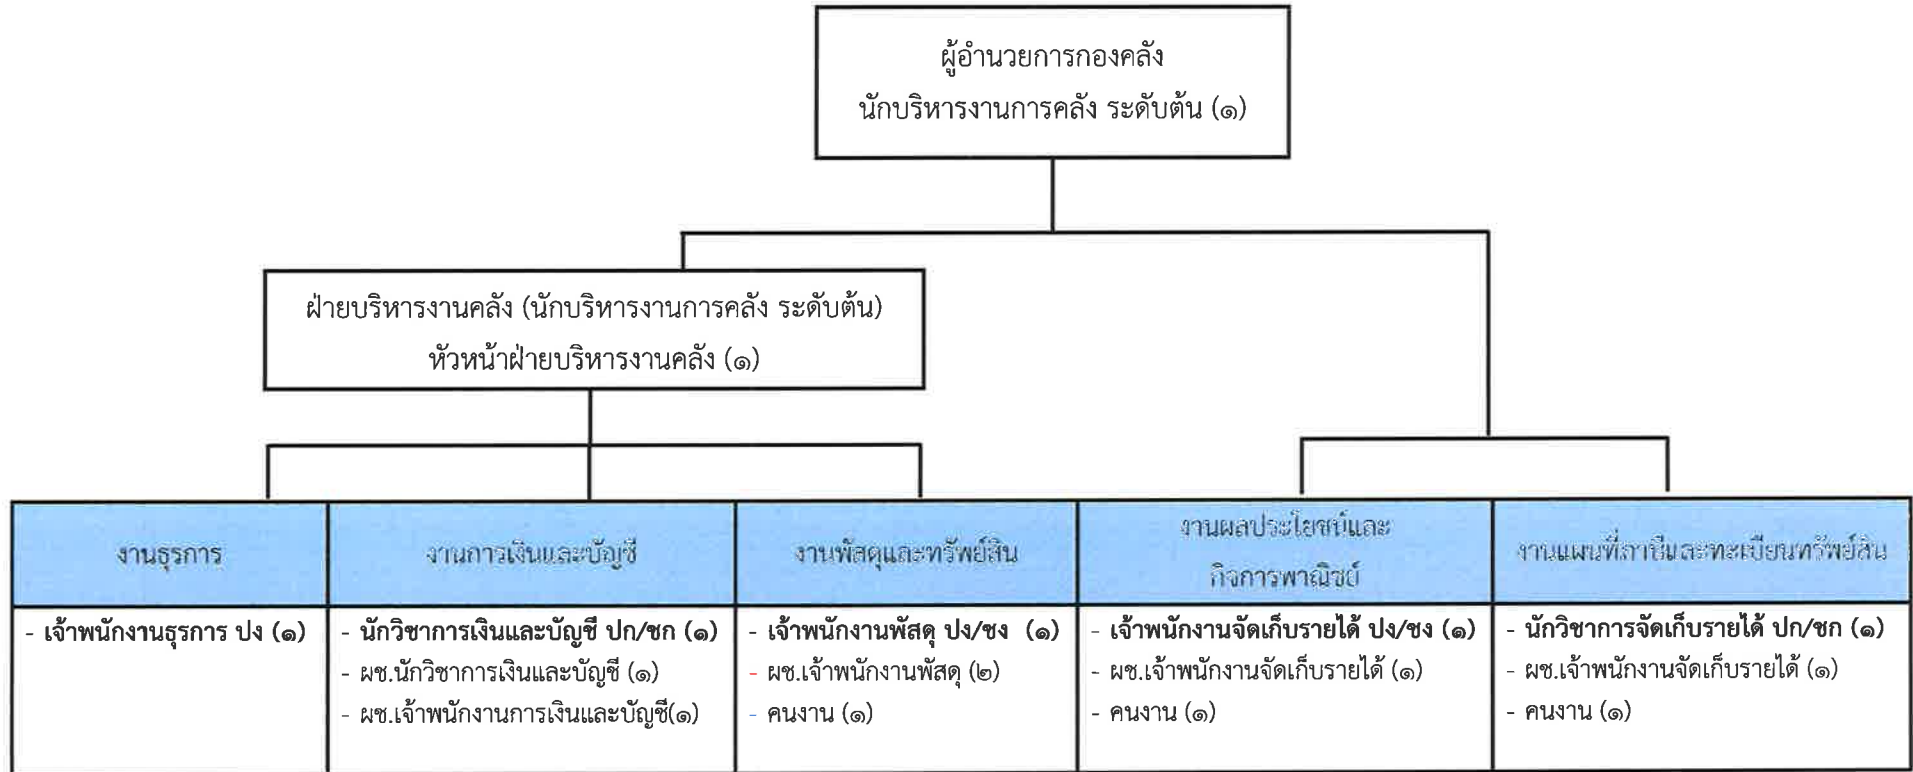 ผู้อำนวยการกองคลัง
นักบริหารงานการคลัง ระดับต้น (๑)
ฝ่ายบริหารงานคลัง (นักบริหารงานการคลัง ระดับต้น)
หัวหน้าฝ่ายบริหารงานคลัง (๑)
งานธุรการ
- เจ้าพนักงานธุรการ ปง (๑)
งานการเงินและบัญชี
- นักวิชาการเงินและบัญชี ปก/ชก (๑)
- ผช.นักวิชาการเงินและบัญชี (๑)
- ผช.เจ้าพนักงานการเงินและบัญชี(๑)
งานพัสดุและทรัพย์สิน
- เจ้าพนักงานพัสดุ ปง/ชง (๑)
- ผช.เจ้าพนักงานพัสดุ (๒)
- คนงาน (๑)
งานผลประโยชน์และ
กิจการพาณิชย์
- เจ้าพนักงานจัดเก็บรายได้ ปง/ชง (๑)
- ผช.เจ้าพนักงานจัดเก็บรายได้ (๑)
- คนงาน (๑)
งานแผนที่ภาษีและทะเบียนทรัพย์สิน
- นักวิชาการจัดเก็บรายได้ ปก/ชก (๑)
- ผช.เจ้าพนักงานจัดเก็บรายได้ (๑)
- คนงาน (๑)